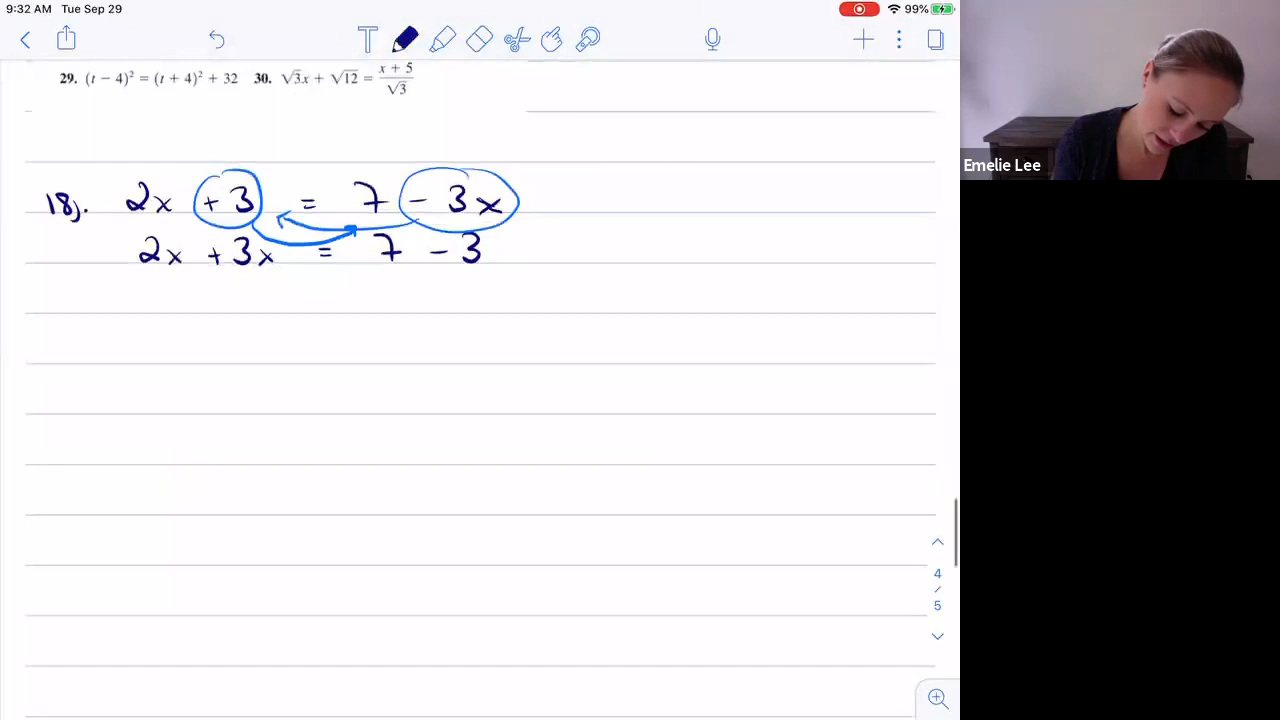 9:32 AM Tue Sep 29
99%
29. (t − 4)² = (t + 4)² + 32 30. √3x + √12 = (x + 5)/√3
18). 2x + 3 = 7 − 3x
2x + 3x = 7 − 3
4
/
5
Emelie Lee